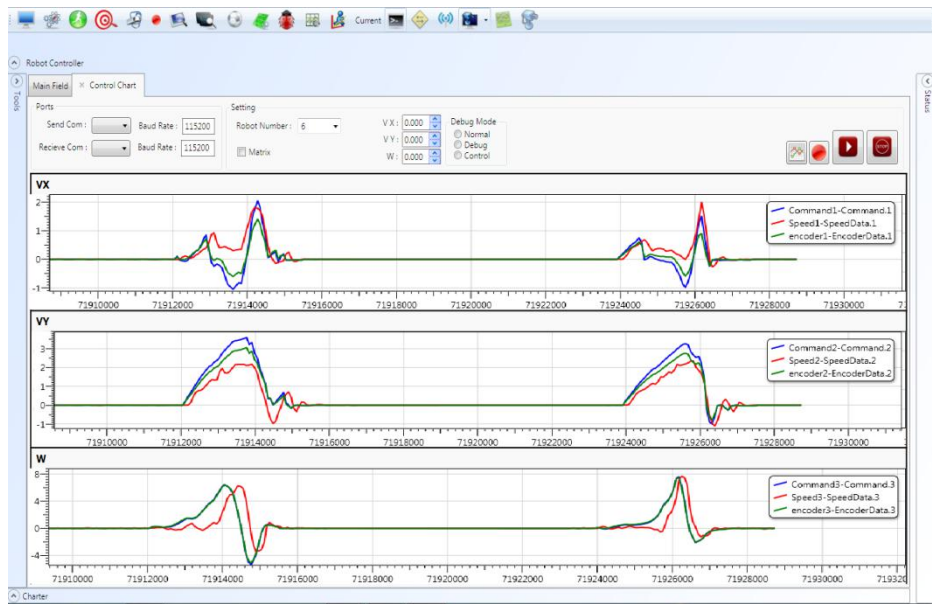 Current
Robot Controller
Tools
Main Field × Control Chart
Status
Ports
Setting
Send Com : Baud Rate : 115200
Robot Number : 6
V X : 0.000
Debug Mode
Normal
V Y : 0.000
Debug
Recieve Com : Baud Rate : 115200
Matrix
W : 0.000
Control
STOP
VX
2
1
0
-1
Command1-Command.1
Speed1-SpeedData.1
encoder1-EncoderData.1
71910000 71912000 71914000 71916000 71918000 71920000 71922000 71924000 71926000 71928000 71930000 7
VY
3
2
1
0
-1
Command2-Command.2
Speed2-SpeedData.2
encoder2-EncoderData.2
71910000 71912000 71914000 71916000 71918000 71920000 71922000 71924000 71926000 71928000 71930000
W
8
4
0
-4
Command3-Command.3
Speed3-SpeedData.3
encoder3-EncoderData.3
71910000 71912000 71914000 71916000 71918000 71920000 71922000 71924000 71926000 71928000 71930000 719320
Charter